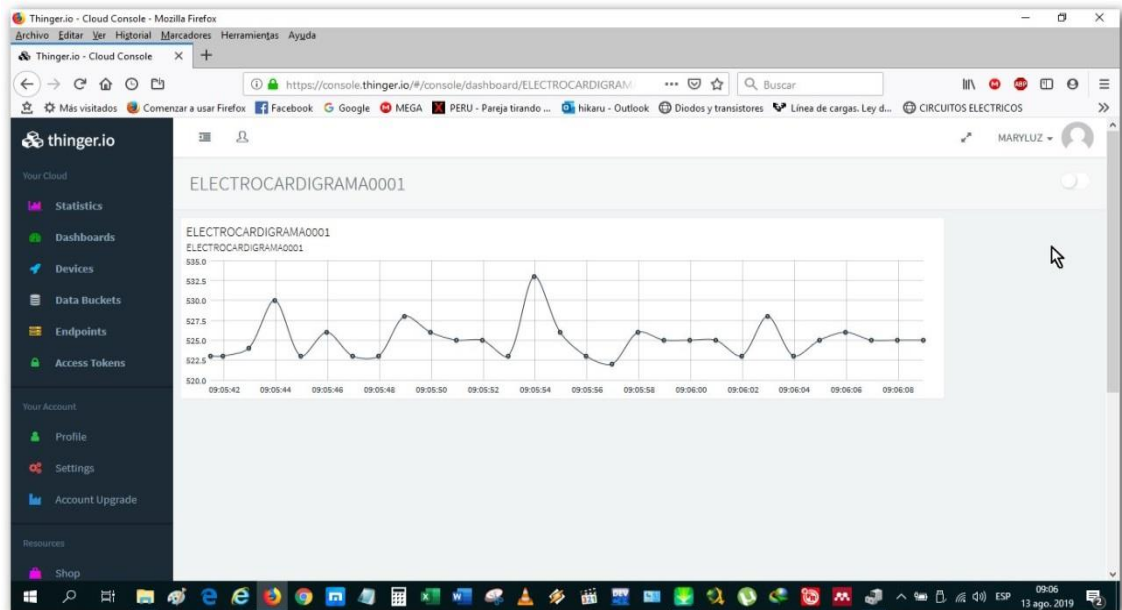 Thinger.io - Cloud Console - Mozilla Firefox
Archivo Editar Ver Historial Marcadores Herramientas Ayuda
Thinger.io - Cloud Console
https://console.thinger.io/#/console/dashboard/ELECTROCARDIGRAM
Buscar
Más visitados Comenzar a usar Firefox Facebook Google MEGA PERU - Pareja tirando ... hikaru - Outlook Diodos y transistores Línea de cargas. Ley d... CIRCUITOS ELECTRICOS
thinger.io
MARYLUZ
Your Cloud
Statistics
Dashboards
Devices
Data Buckets
Endpoints
Access Tokens
Your Account
Profile
Settings
Account Upgrade
Resources
Shop
ELECTROCARDIGRAMA0001
ELECTROCARDIGRAMA0001
ELECTROCARDIGRAMA0001
535.0
532.5
530.0
527.5
525.0
522.5
520.0
09:05:42 09:05:44 09:05:46 09:05:48 09:05:50 09:05:52 09:05:54 09:05:56 09:05:58 09:06:00 09:06:02 09:06:04 09:06:06 09:06:08
ESP
09:06
13 ago. 2019